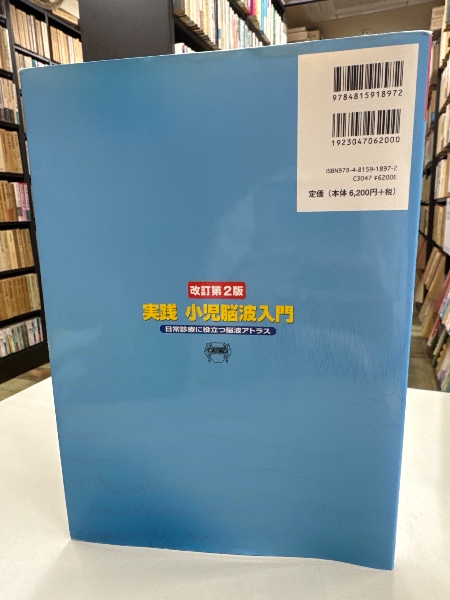 9784815918972
1923047062000
ISBN978-4-8159-1897-2
C3047 ¥6200E
定価（本体 6,200円+税）
改訂第2版
実践 小児脳波入門
日常診療に役立つ脳波アトラス